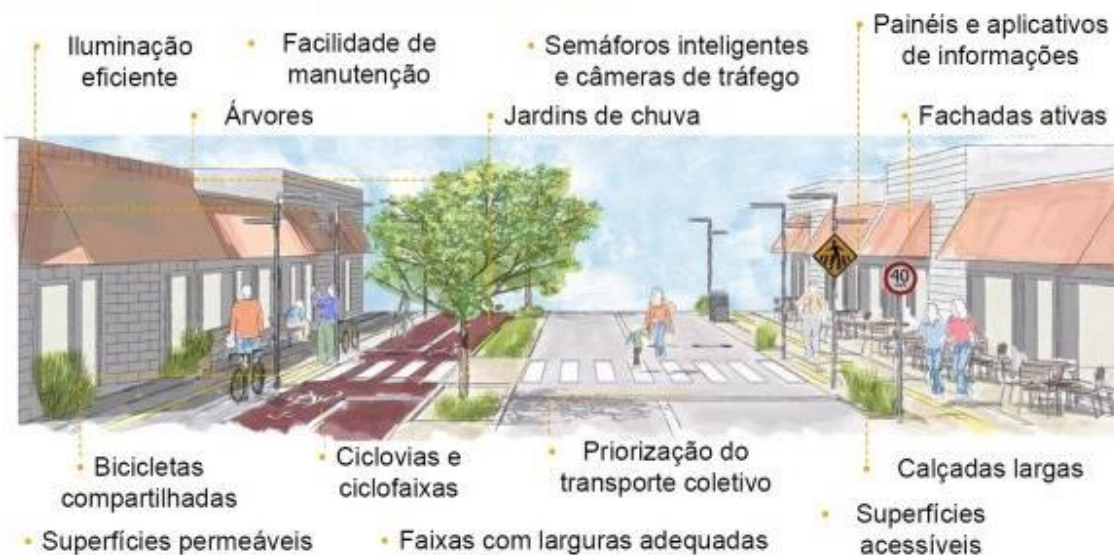 Iluminação
eficiente
Facilidade de
manutenção
Semáforos inteligentes
e câmeras de tráfego
Painéis e aplicativos
de informações
Árvores
Jardins de chuva
Fachadas ativas
40
Bicicletas
compartilhadas
Ciclovias e
ciclofaixas
Priorização do
transporte coletivo
Calçadas largas
Superfícies permeáveis
Faixas com larguras adequadas
Superfícies
acessíveis